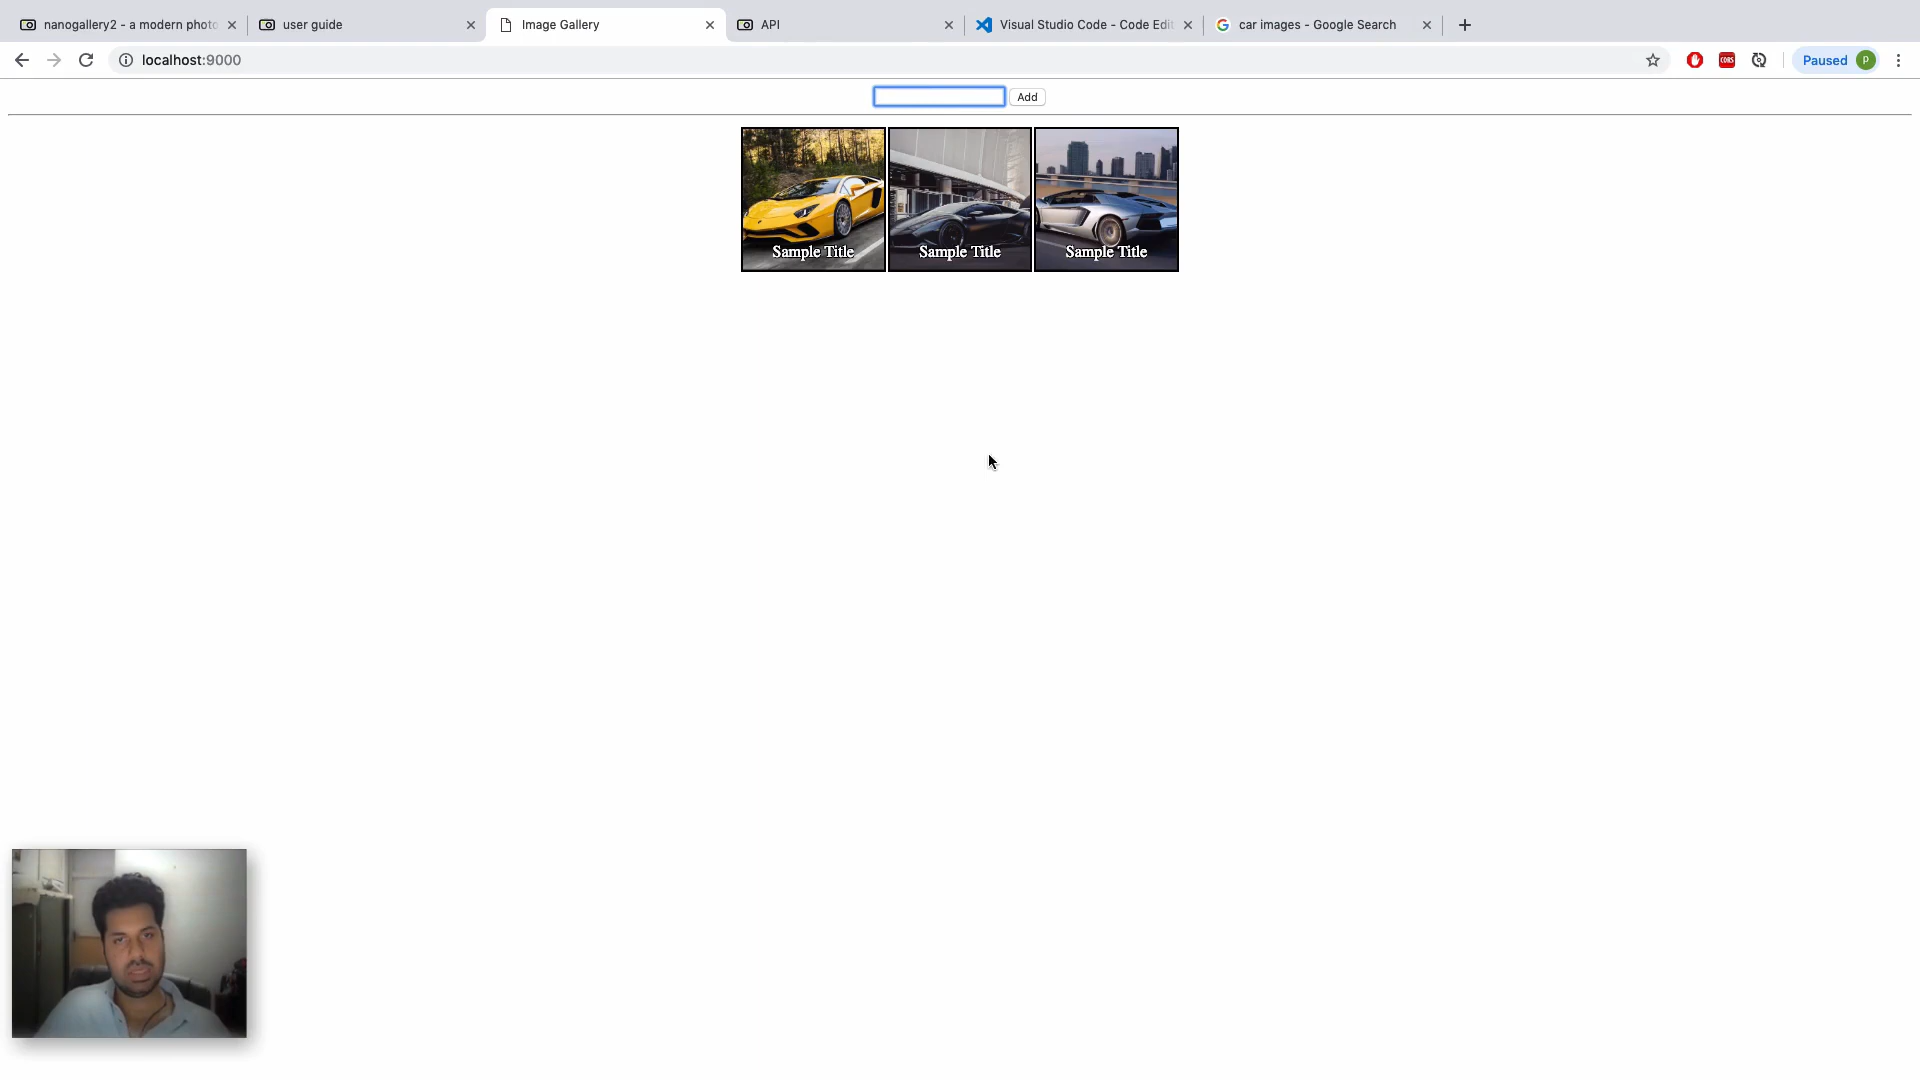 nanogallery2 - a modern photo
user guide
Image Gallery
API
Visual Studio Code - Code Edit
car images - Google Search
localhost:9000
CORS
Paused
P
Add
Sample Title
Sample Title
Sample Title